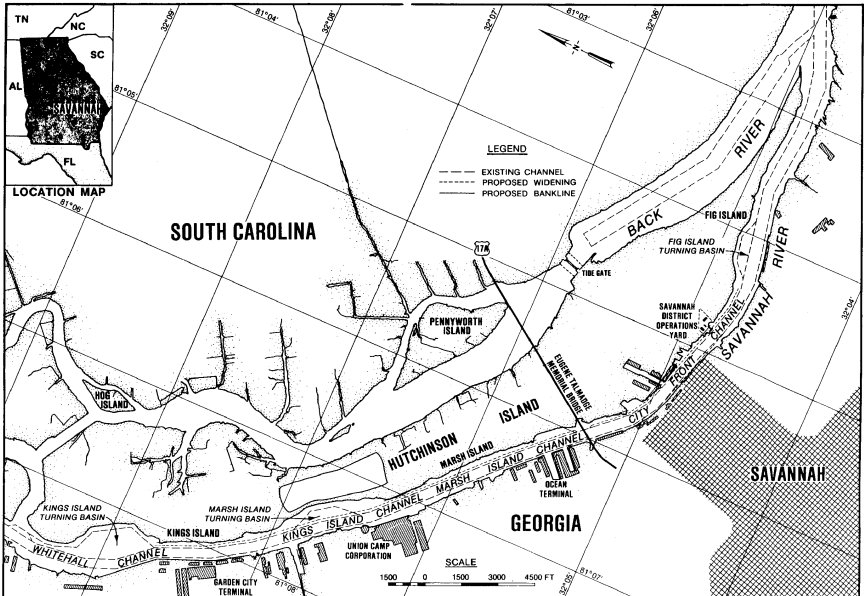 TN
NC
SC
AL
SAVANNAH
FL
LOCATION MAP
32°09'
81°04'
32°07'
81°03'
32°06'
81°05'
81°06'
N
LEGEND
EXISTING CHANNEL
PROPOSED WIDENING
PROPOSED BANKLINE
SOUTH CAROLINA
17A
BACK RIVER
FIG ISLAND
FIG ISLAND
TURNING BASIN
TIDE GATE
SAVANNAH
DISTRICT
OPERATIONS
YARD
32°04'
PENNYWORTH
ISLAND
HOG
ISLAND
EUGENE TALMADGE
MEMORIAL BRIDGE
HUTCHINSON ISLAND
MARSH ISLAND
CITY FRONT CHANNEL
SAVANNAH RIVER
SAVANNAH
KINGS ISLAND
TURNING BASIN
MARSH ISLAND
TURNING BASIN
KINGS ISLAND
WHITEHALL CHANNEL
KINGS ISLAND CHANNEL
MARSH ISLAND CHANNEL
OCEAN
TERMINAL
GEORGIA
UNION CAMP
CORPORATION
GARDEN CITY
TERMINAL
81°08'
SCALE
1500 0 1500 3000 4500 FT
32°05'
81°07'